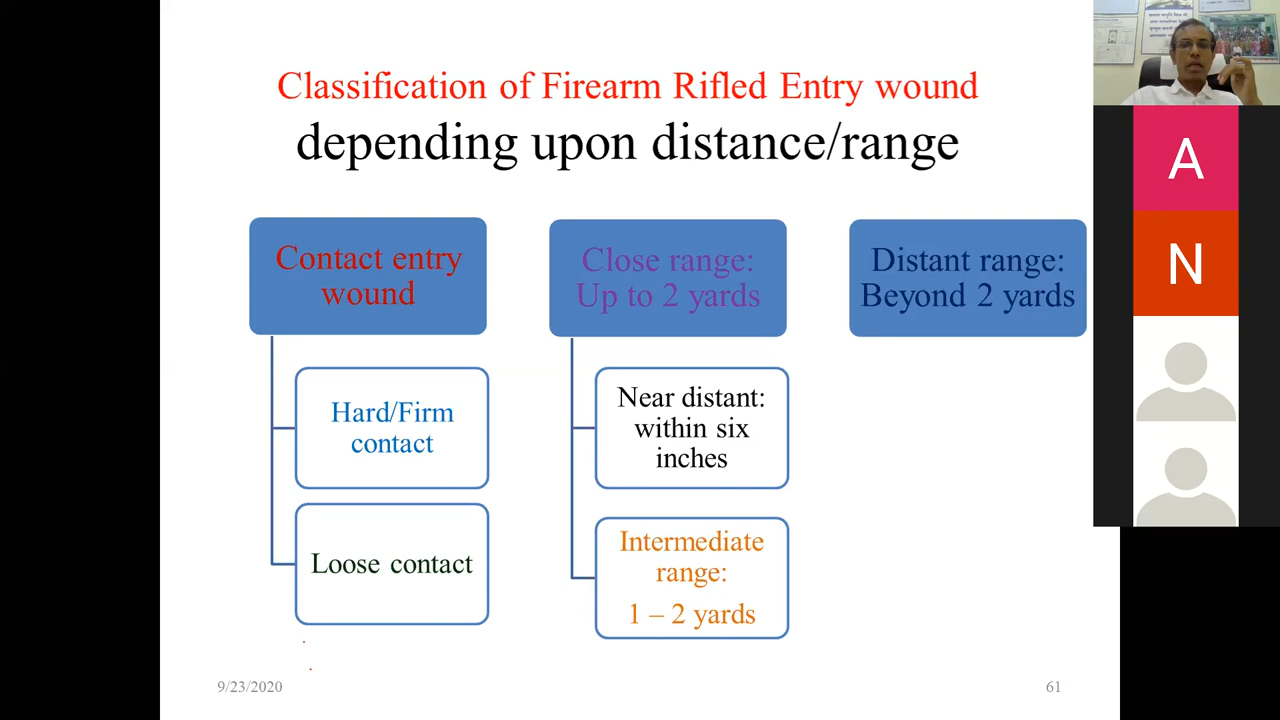 Classification of Firearm Rifled Entry wound
depending upon distance/range
Contact entry
wound
Hard/Firm
contact
Loose contact
Close range:
Up to 2 yards
Near distant:
within six
inches
Intermediate
range:
1 – 2 yards
Distant range:
Beyond 2 yards
9/23/2020
61
A
N